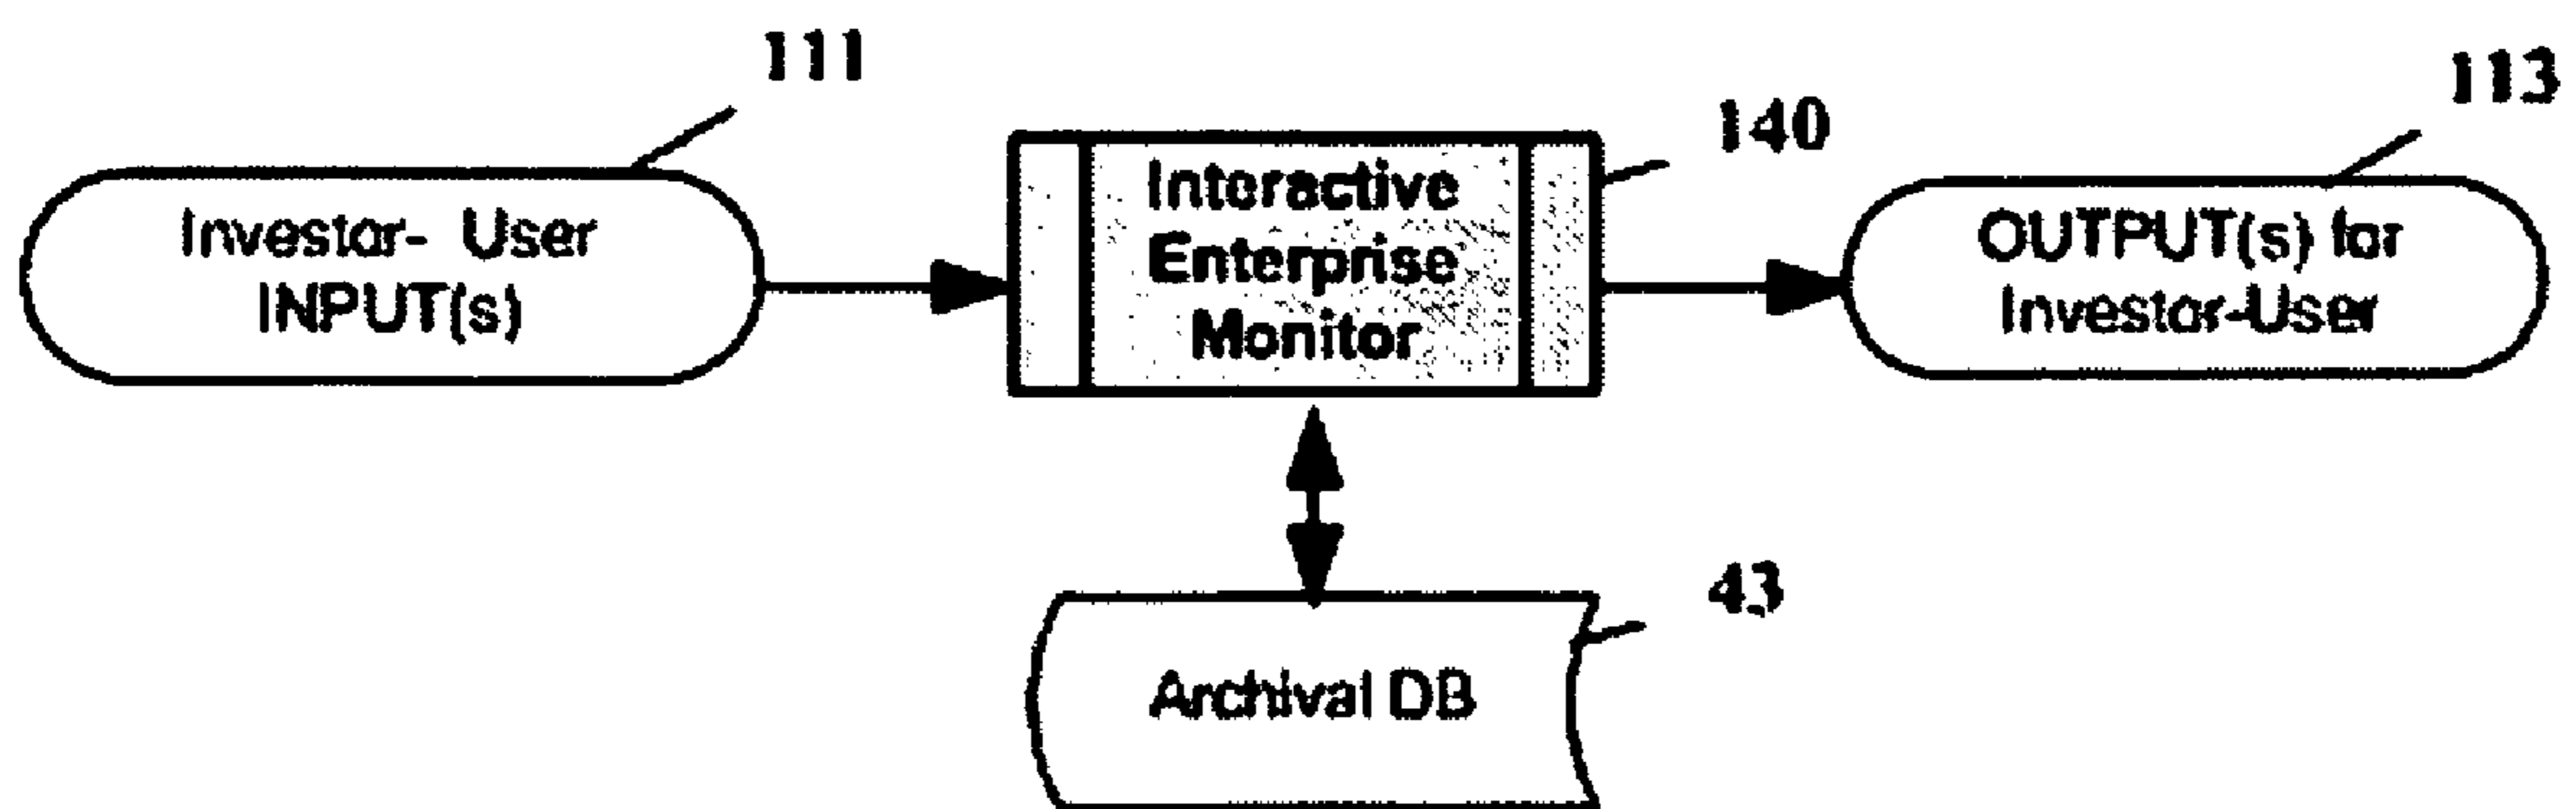 111
Investor- User
INPUT(s)
140
Interactive
Enterprise
Monitor
113
OUTPUT(s) for
Investor-User
43
Archival DB